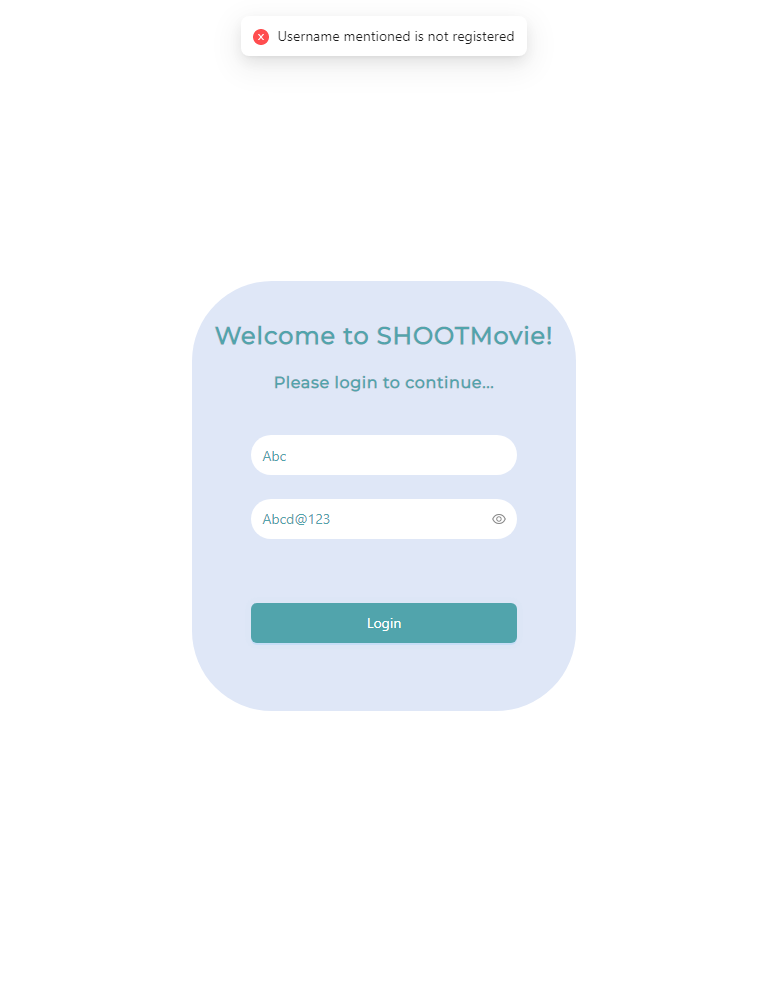 Username mentioned is not registered
Welcome to SHOOTMovie!
Please login to continue...
Abc
Abcd@123
Login